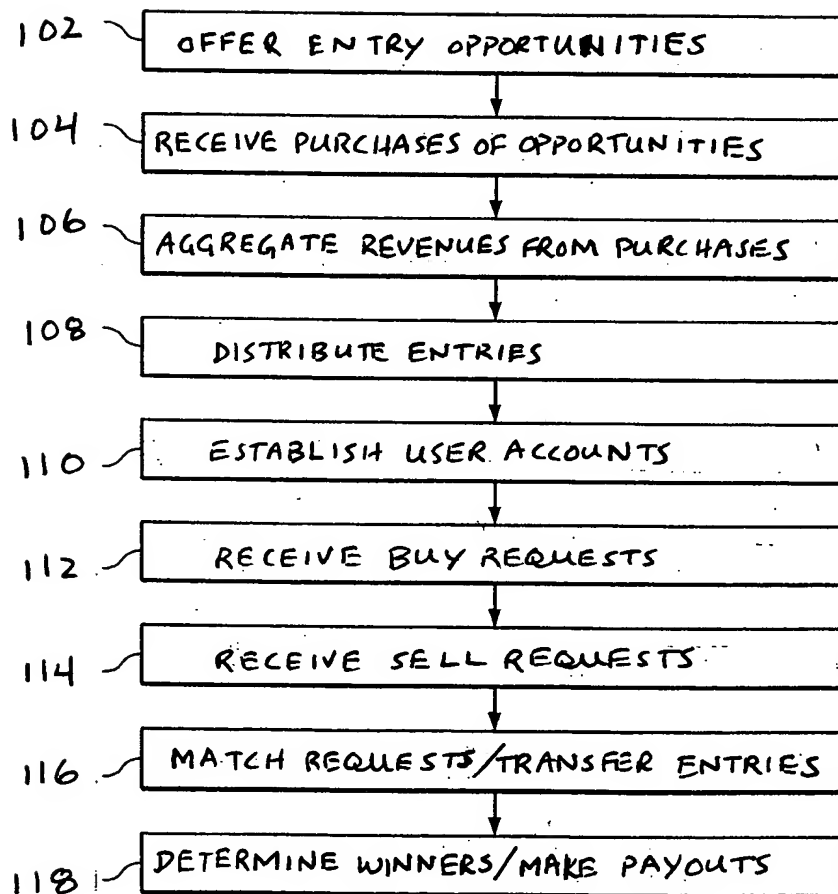 102 OFFER ENTRY OPPORTUNITIES
104 RECEIVE PURCHASES OF OPPORTUNITIES
106 AGGREGATE REVENUES FROM PURCHASES
108 DISTRIBUTE ENTRIES
110 ESTABLISH USER ACCOUNTS
112 RECEIVE BUY REQUESTS
114 RECEIVE SELL REQUESTS
116 MATCH REQUESTS/TRANSFER ENTRIES
118 DETERMINE WINNERS/MAKE PAYOUTS